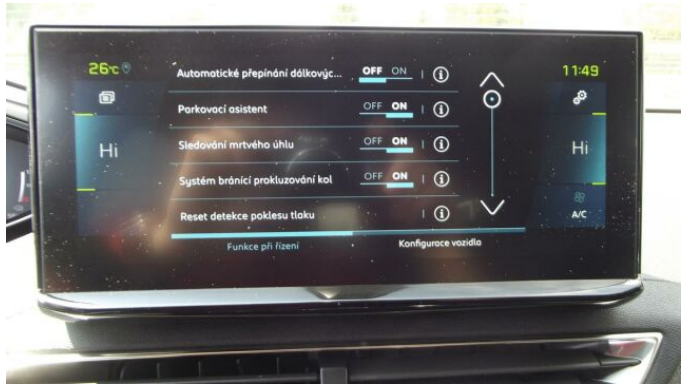 26°C
11:49
Automatické přepínání dálkovýc... OFF ON
Parkovací asistent OFF ON
Hi
Sledování mrtvého úhlu OFF ON
Hi
Systém bránící prokluzování kol OFF ON
Reset detekce poklesu tlaku
A/C
Funkce při řízení
Konfigurace vozidla